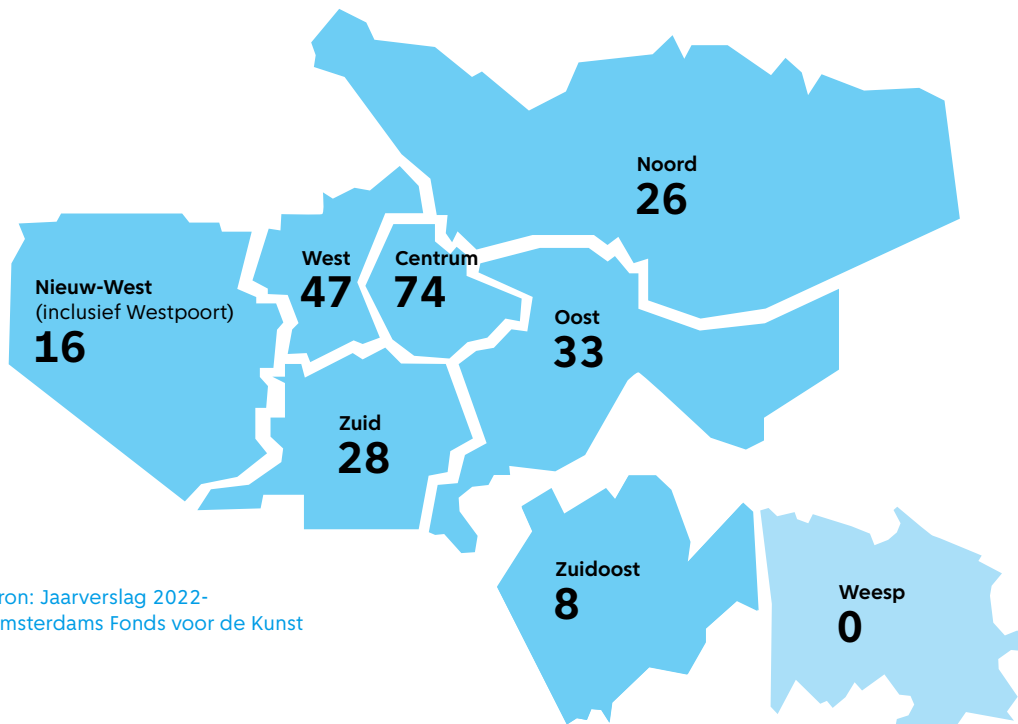 Noord
26
West
47
Centrum
74
Nieuw-West
(inclusief Westpoort)
16
Oost
33
Zuid
28
Zuidoost
8
Weesp
0
ron: Jaarverslag 2022-
msterdams Fonds voor de Kunst